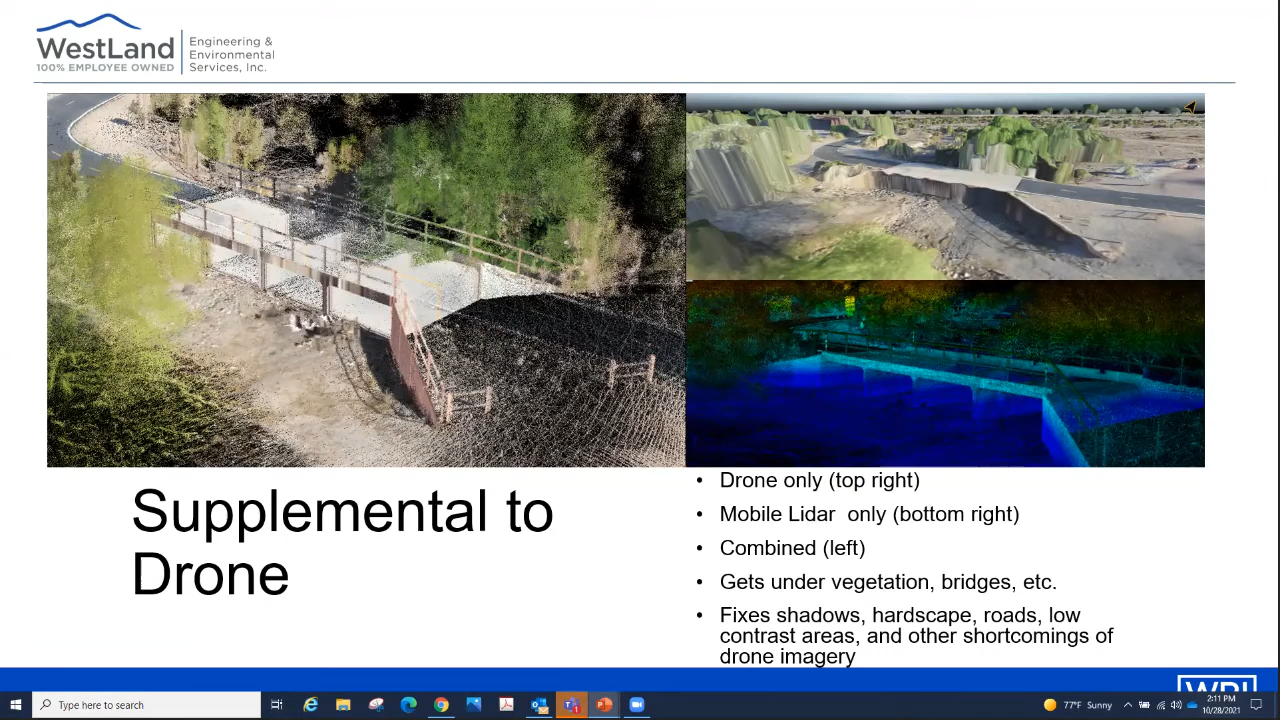 WestLand
100% EMPLOYEE OWNED
Engineering &
Environmental
Services, Inc.
Supplemental to
Drone
• Drone only (top right)
• Mobile Lidar  only (bottom right)
• Combined (left)
• Gets under vegetation, bridges, etc.
• Fixes shadows, hardscape, roads, low
contrast areas, and other shortcomings of
drone imagery
Type here to search
77°F Sunny
2:11 PM
10/28/2021